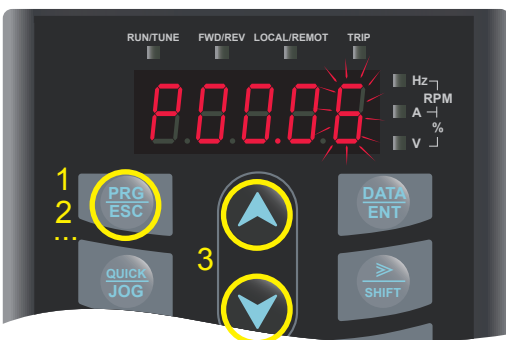 RUN/TUNE FWD/REV LOCAL/REMOT TRIP
P0006
Hz
RPM
A
%
V
1
2
...
PRG
ESC
DATA
ENT
3
QUICK
JOG
SHIFT